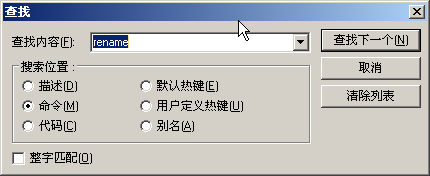 查找
查找内容(F):
rename
查找下一个(N)
取消
清除列表
搜索位置 :
描述(D)
默认热键(E)
命令(M)
用户定义热键(U)
代码(C)
别名(A)
整字匹配(O)